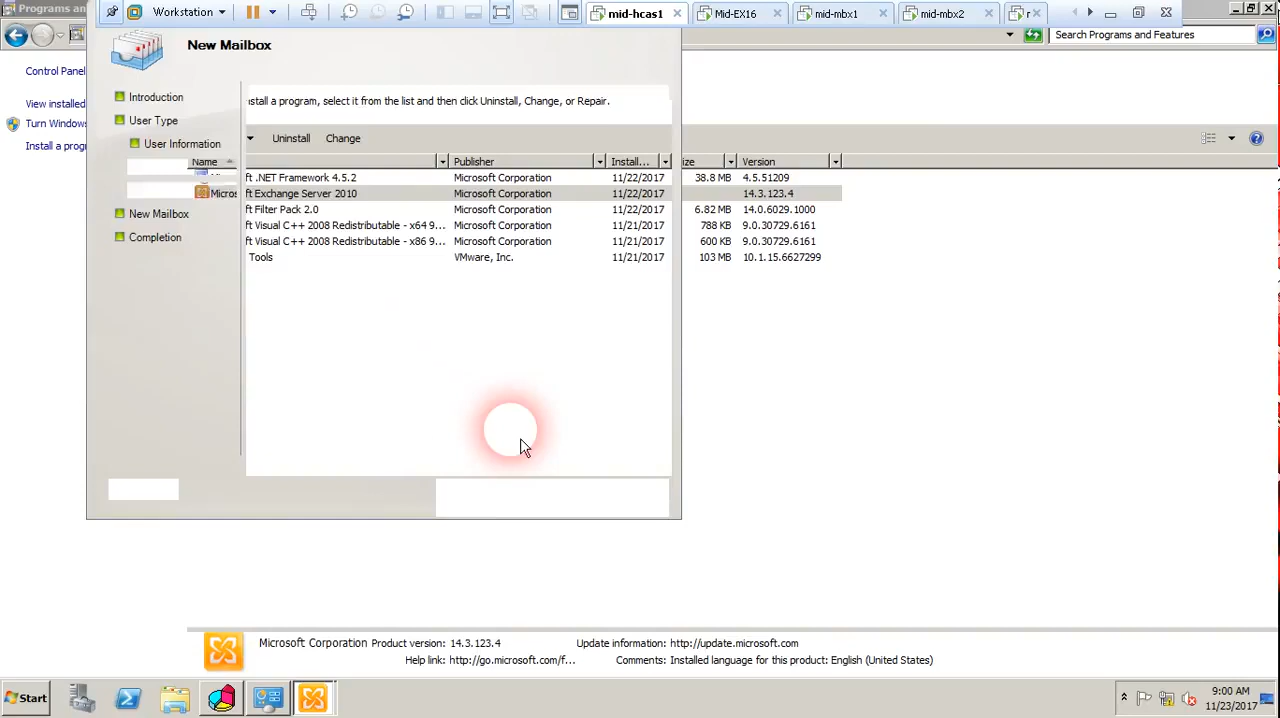 Programs an
Workstation
mid-hcas1
Mid-EX16
mid-mbx1
mid-mbx2
r
Search Programs and Features
Control Panel
View installed
Turn Windows
Install a prog
New Mailbox
Introduction
User Type
User Information
New Mailbox
Completion
stall a program, select it from the list and then click Uninstall, Change, or Repair.
Uninstall Change
Name Publisher Install... ize Version
ft .NET Framework 4.5.2 Microsoft Corporation 11/22/2017 38.8 MB 4.5.51209
Micros ft Exchange Server 2010 Microsoft Corporation 11/22/2017 14.3.123.4
ft Filter Pack 2.0 Microsoft Corporation 11/22/2017 6.82 MB 14.0.6029.1000
ft Visual C++ 2008 Redistributable - x64 9... Microsoft Corporation 11/21/2017 788 KB 9.0.30729.6161
ft Visual C++ 2008 Redistributable - x86 9... Microsoft Corporation 11/21/2017 600 KB 9.0.30729.6161
Tools VMware, Inc. 11/21/2017 103 MB 10.1.15.6627299
Microsoft Corporation Product version: 14.3.123.4 Update information: http://update.microsoft.com
Help link: http://go.microsoft.com/f... Comments: Installed language for this product: English (United States)
Start
9:00 AM
11/23/2017